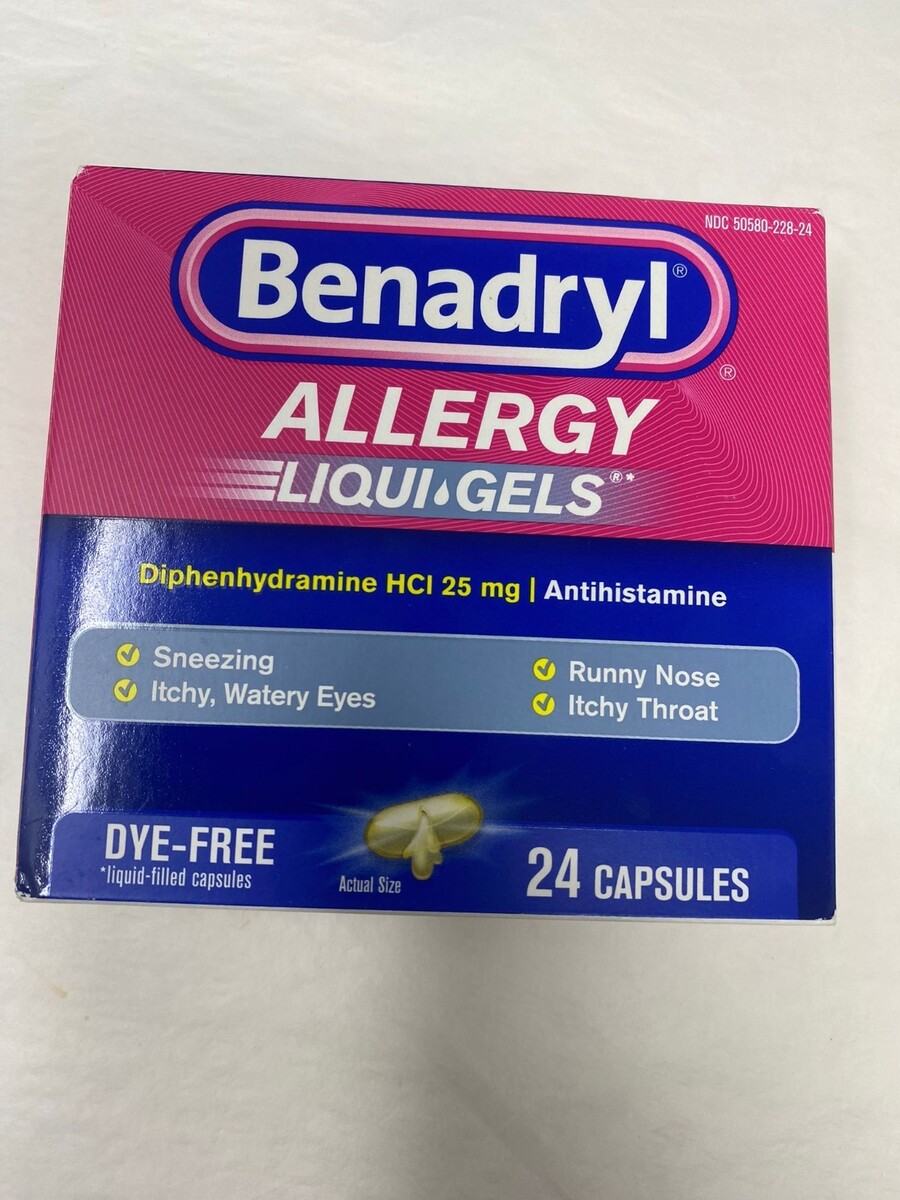 NDC 50580-228-24
Benadryl®
®
ALLERGY
LIQUI GELS®*
Diphenhydramine HCl 25 mg | Antihistamine
Sneezing
Itchy, Watery Eyes
Runny Nose
Itchy Throat
DYE-FREE
*liquid-filled capsules
Actual Size
24 CAPSULES